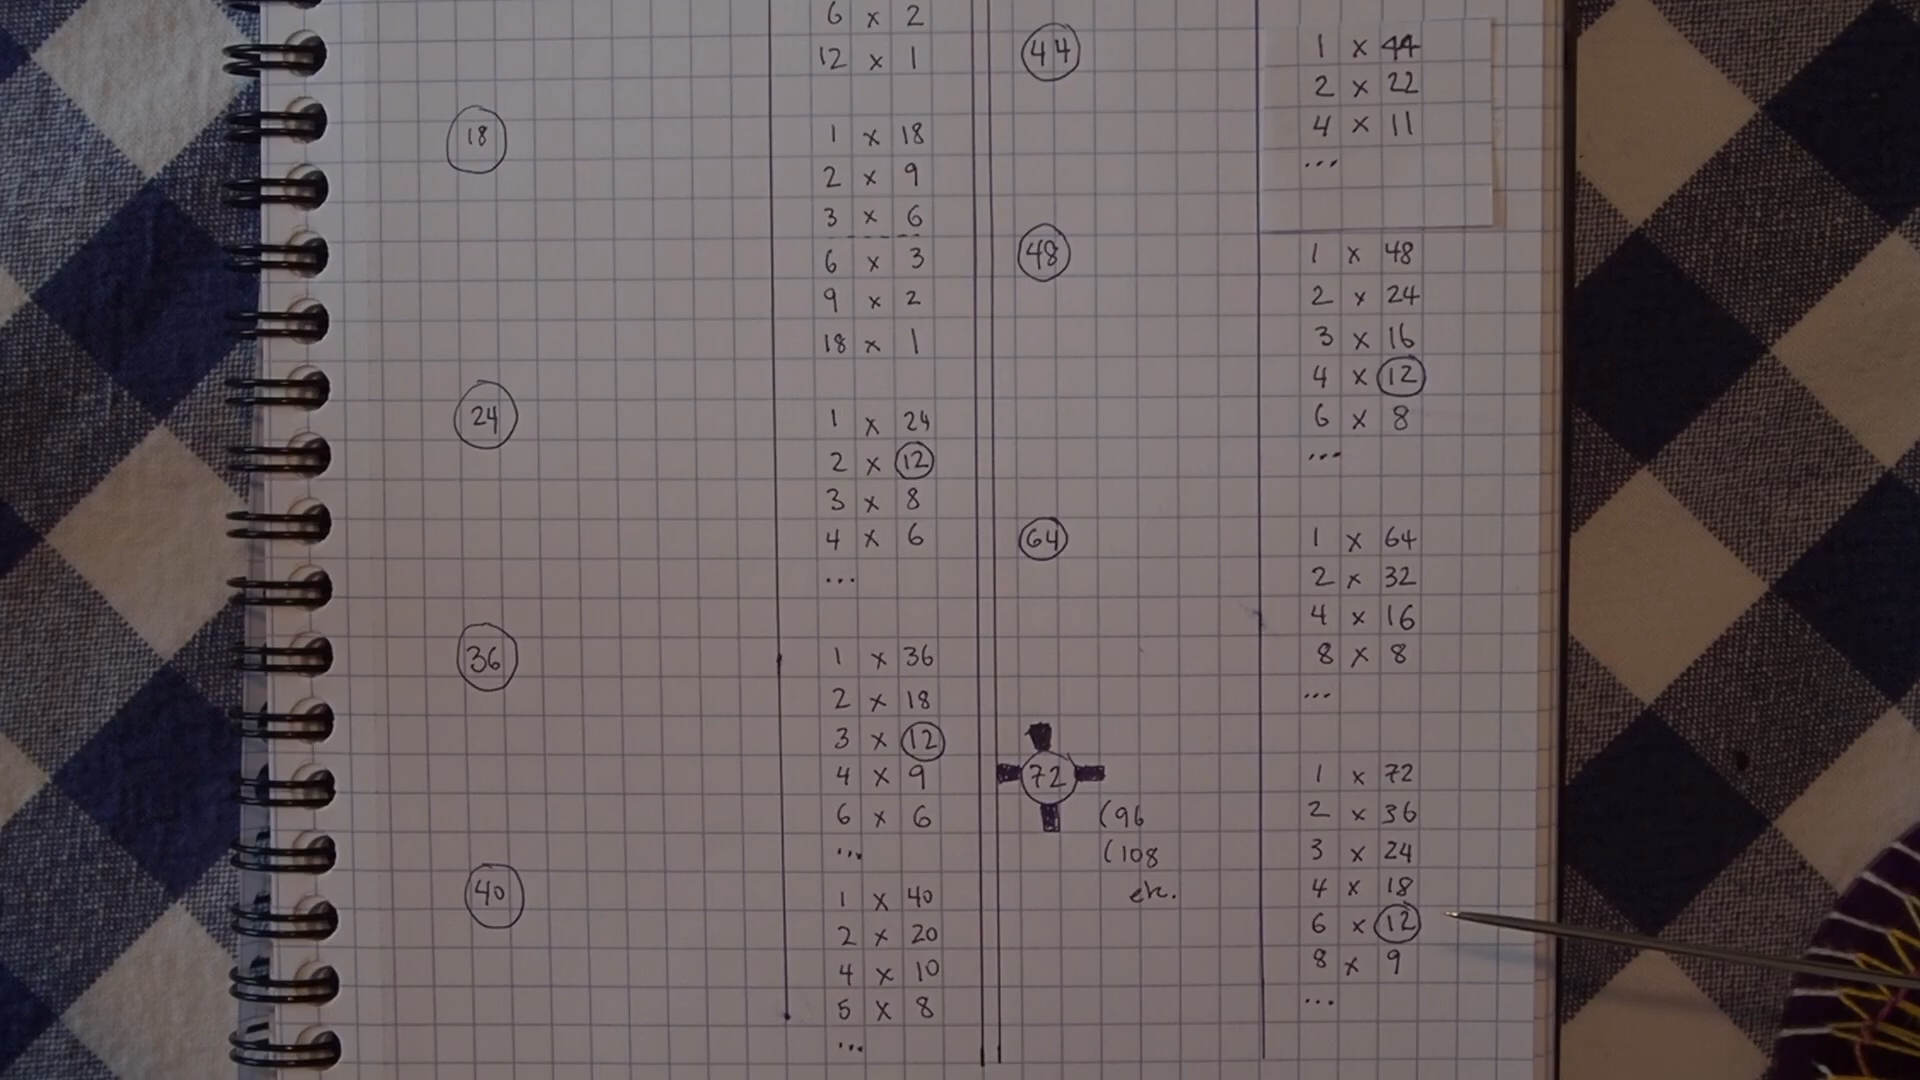 6 x 2
12 x 1
18
1 x 18
2 x 9
3 x 6
6 x 3
9 x 2
18 x 1
24
1 x 24
2 x 12
3 x 8
4 x 6
...
36
1 x 36
2 x 18
3 x 12
4 x 9
6 x 6
...
40
1 x 40
2 x 20
4 x 10
5 x 8
...
44
1 x 44
2 x 22
4 x 11
...
48
1 x 48
2 x 24
3 x 16
4 x 12
6 x 8
...
64
1 x 64
2 x 32
4 x 16
8 x 8
...
72
(96
(108
etc.
1 x 72
2 x 36
3 x 24
4 x 18
6 x 12
8 x 9
...